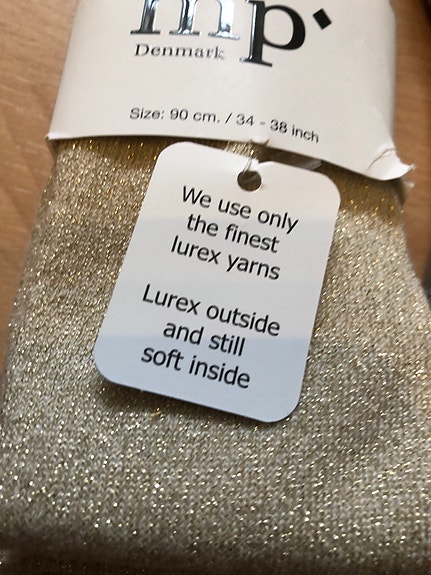 mp
Denmark
Size: 90 cm. / 34 - 38 inch
We use only
the finest
lurex yarns
Lurex outside
and still
soft inside